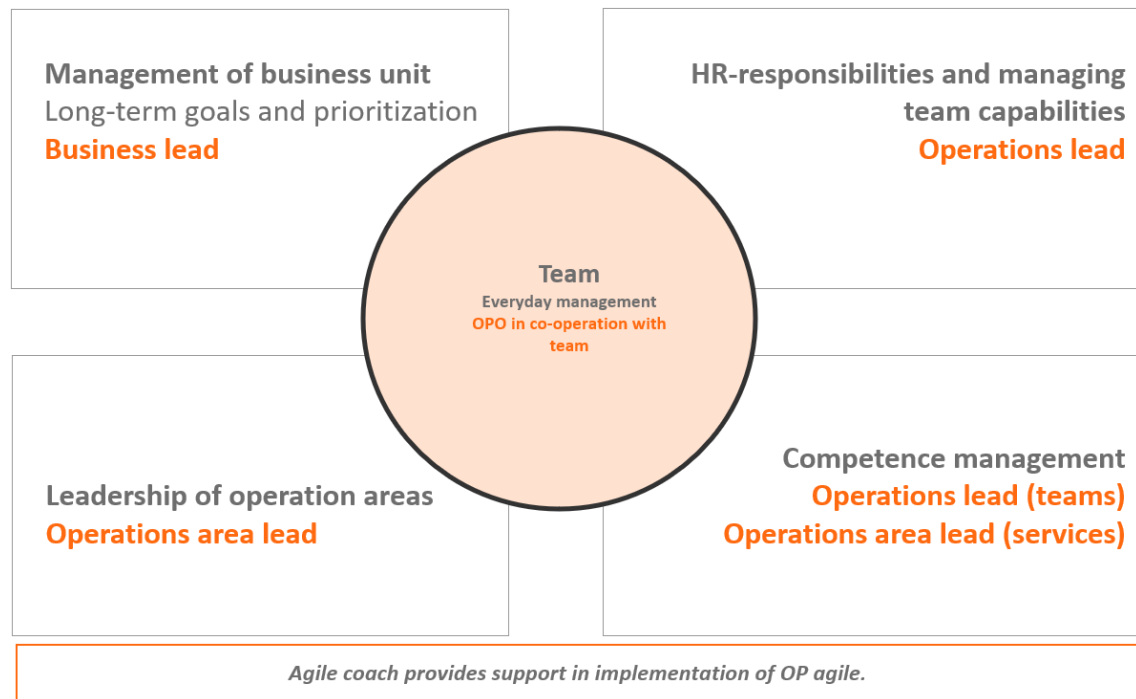 Management of business unit
Long-term goals and prioritization
Business lead
HR-responsibilities and managing
team capabilities
Operations lead
Team
Everyday management
OPO in co-operation with
team
Leadership of operation areas
Operations area lead
Competence management
Operations lead (teams)
Operations area lead (services)
Agile coach provides support in implementation of OP agile.